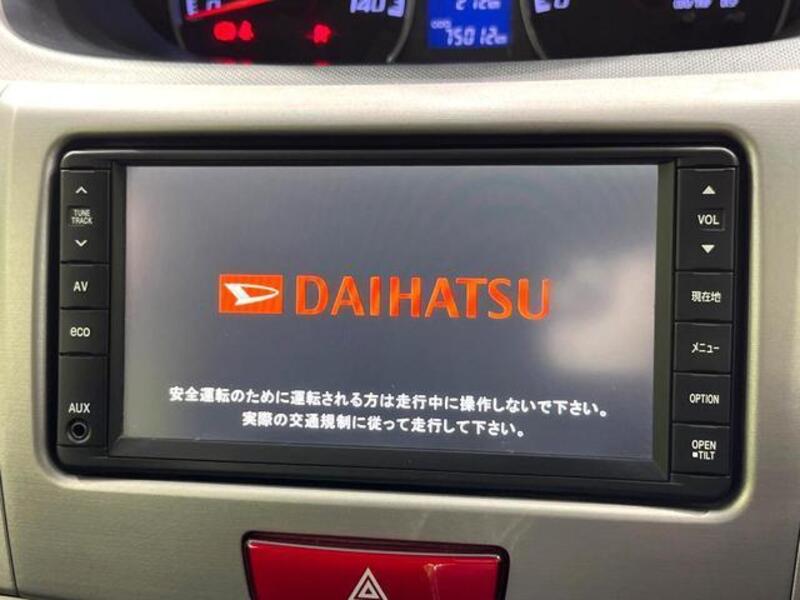 140
ODO
75012km
TUNE
TRACK
AV
eco
AUX
DAIHATSU
安全運転のために運転される方は走行中に操作しないで下さい。
実際の交通規制に従って走行して下さい。
VOL
現在地
メニュー
OPTION
OPEN
■TILT